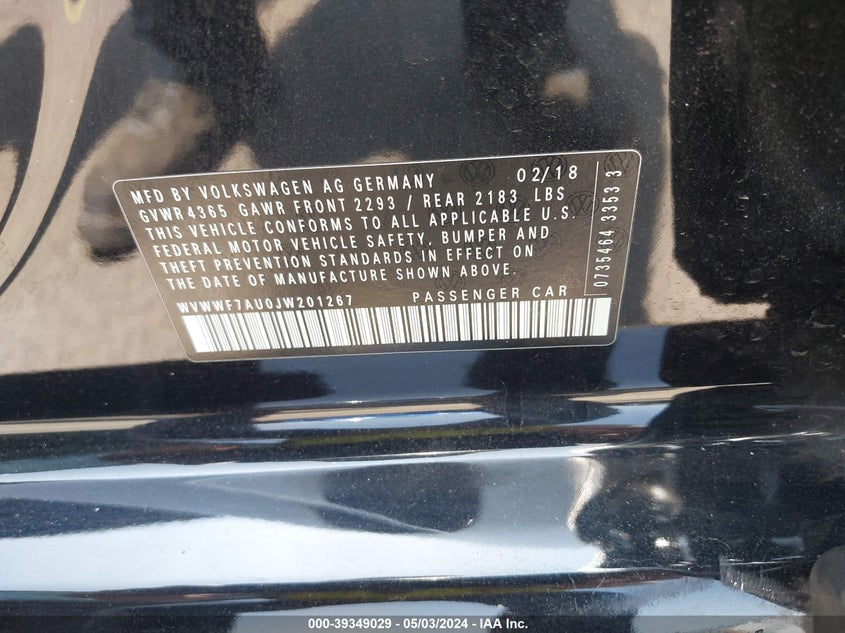 MFD BY VOLKSWAGEN AG GERMANY 02/18
GVWR 4365 GAWR FRONT 2293 / REAR 2183 LBS
THIS VEHICLE CONFORMS TO ALL APPLICABLE U.S.
FEDERAL MOTOR VEHICLE SAFETY, BUMPER AND
THEFT PREVENTION STANDARDS IN EFFECT ON
THE DATE OF MANUFACTURE SHOWN ABOVE.
WVWWF7AU0JW201267 PASSENGER CAR
0735464 3353 3
000-39349029 - 05/03/2024 - IAA Inc.